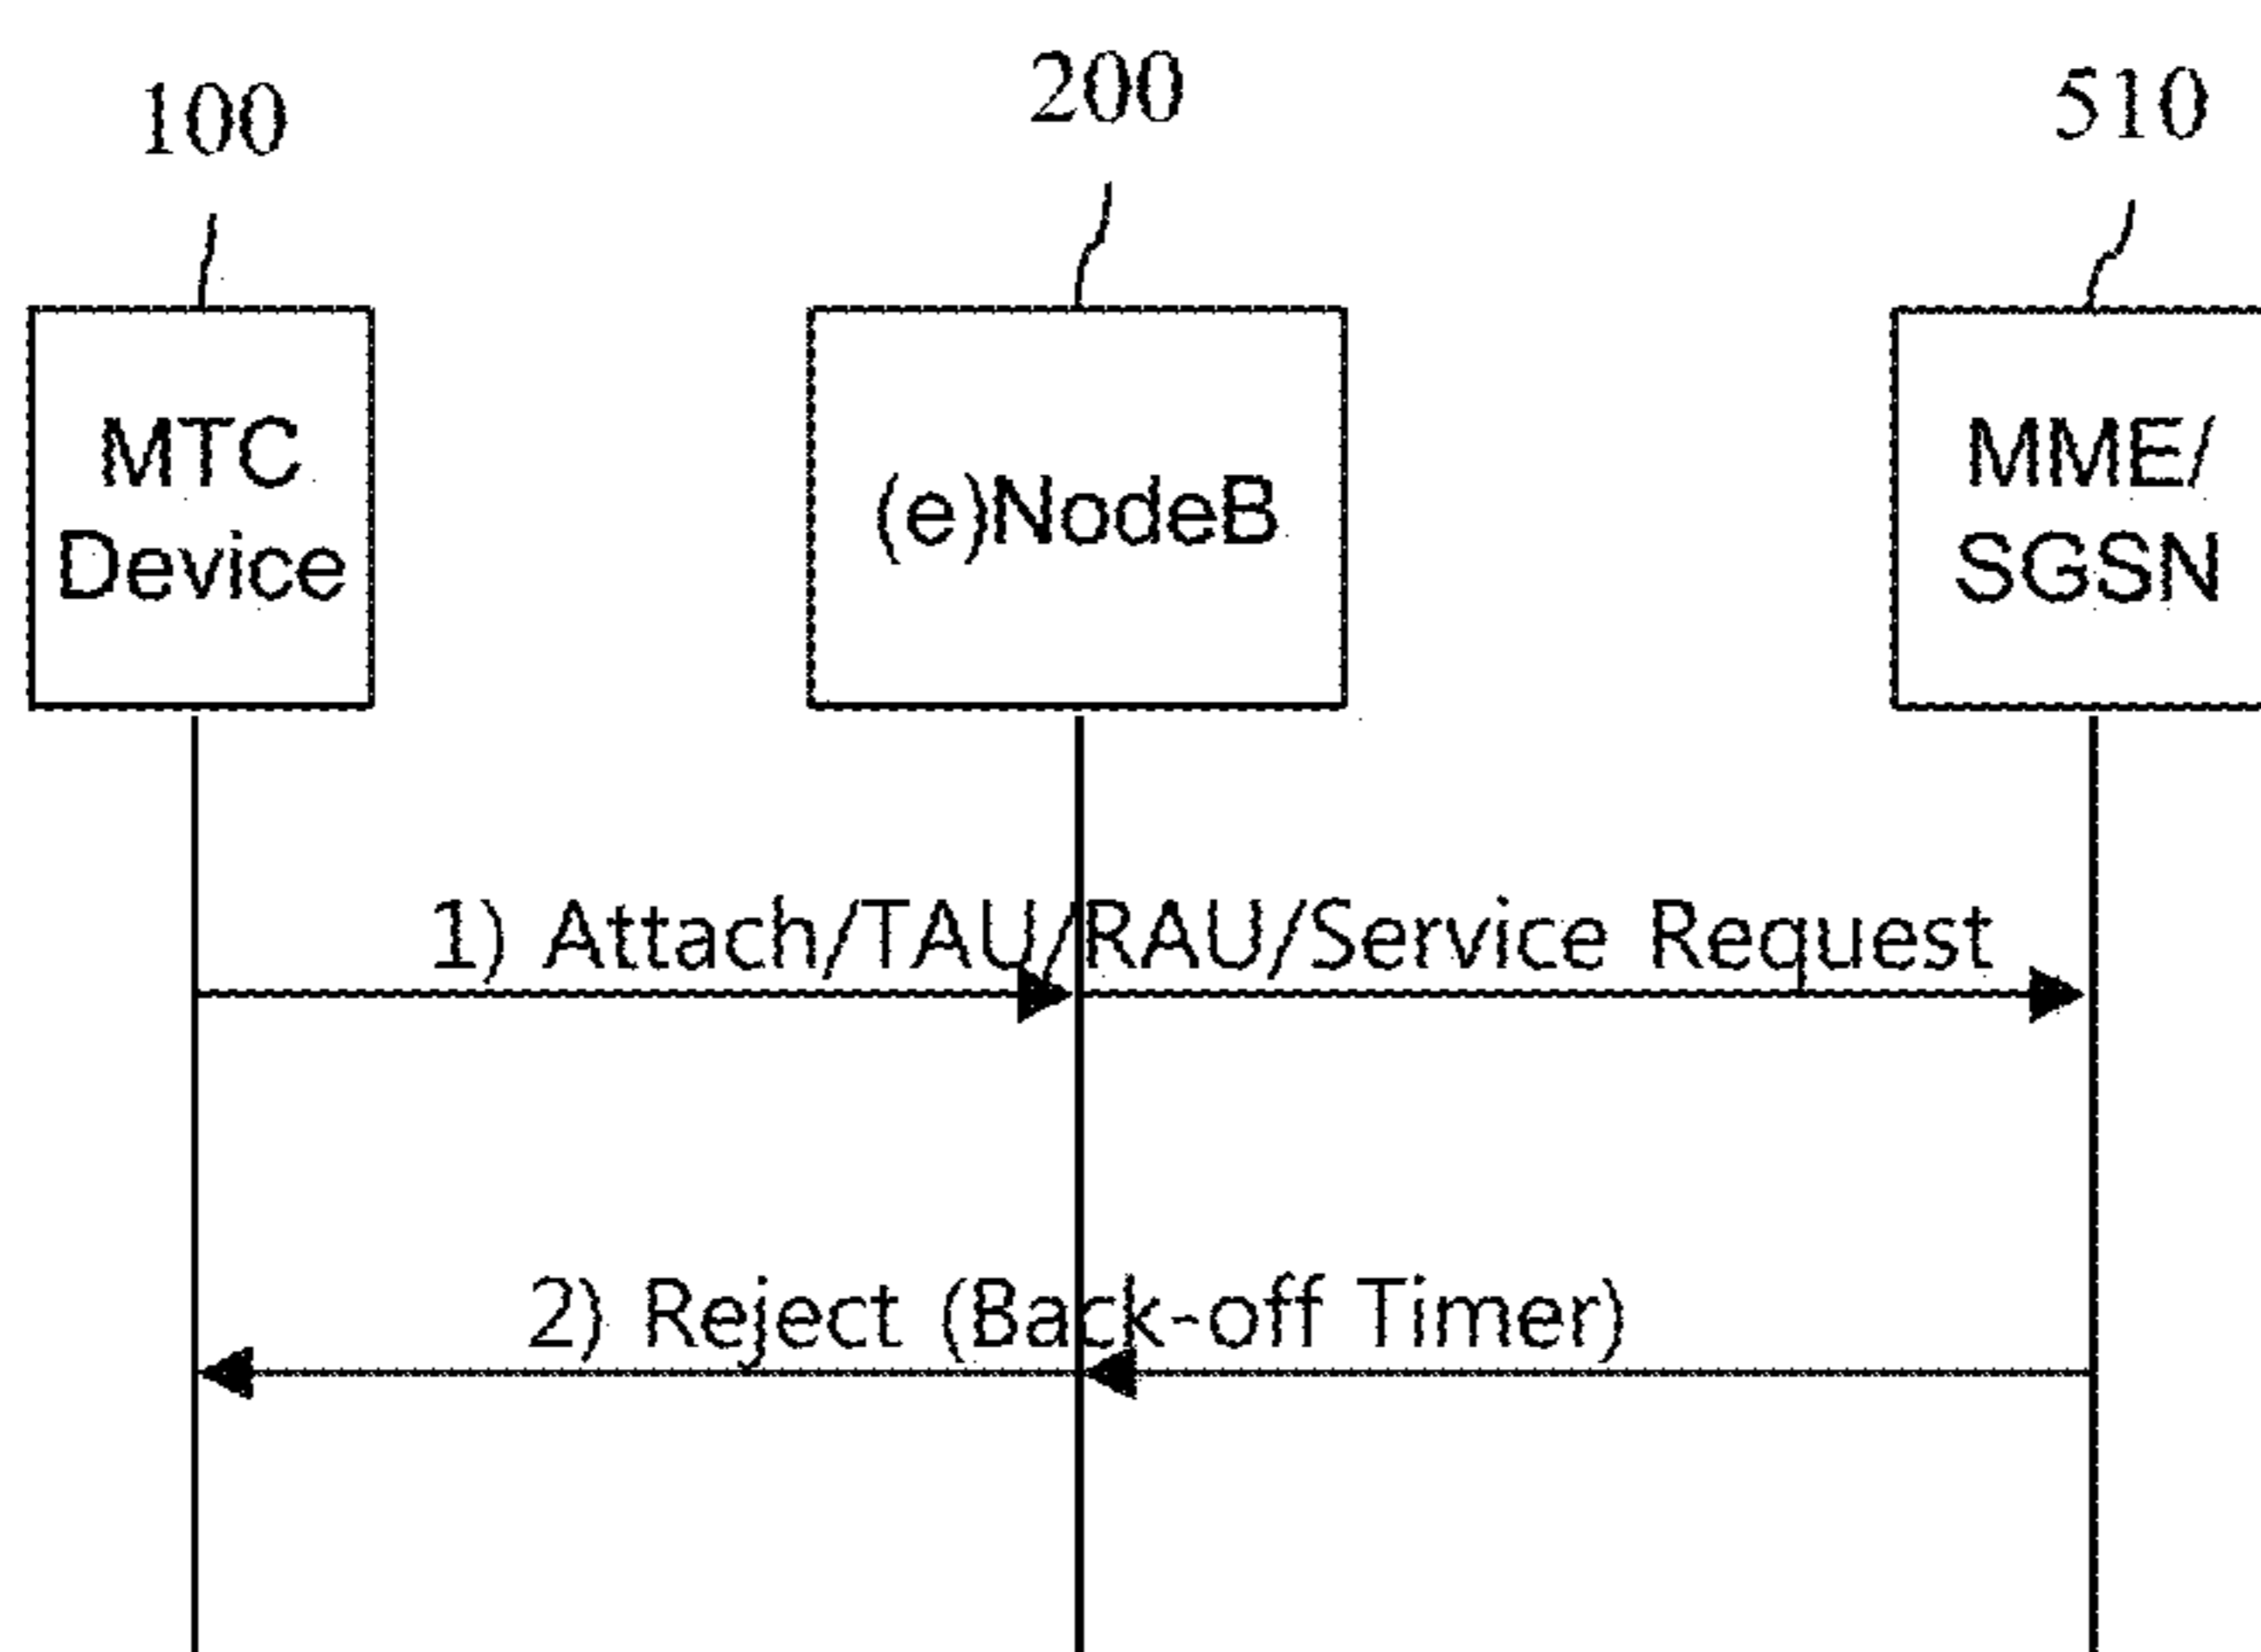 100
200
510
MTC
Device
(e)NodeB
MME/
SGSN
1) Attach/TAU/RAU/Service Request
2) Reject (Back-off Timer)